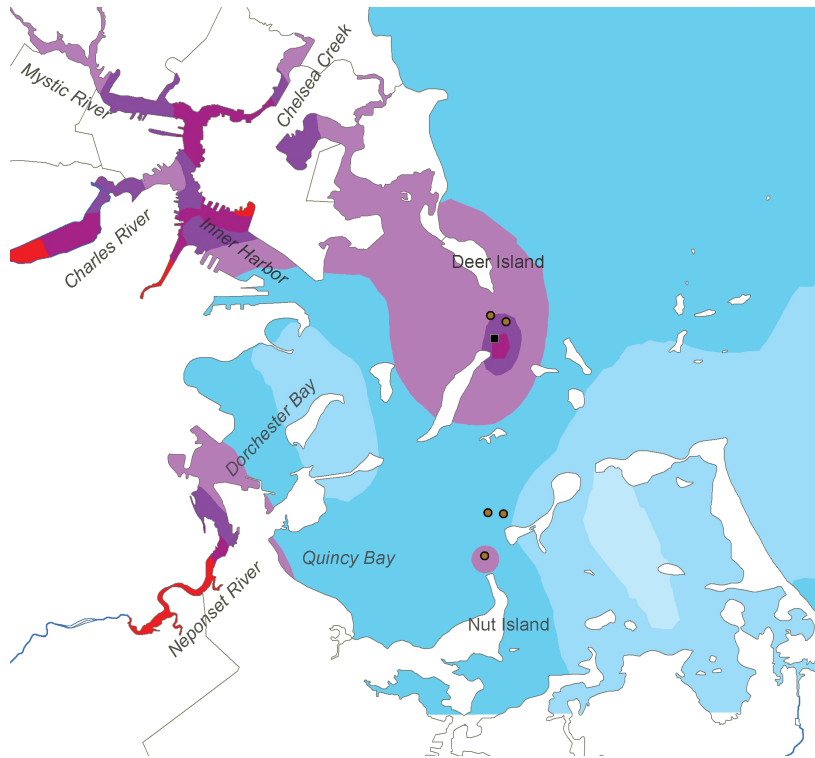 Mystic River
Chelsea Creek
Charles River
Inner Harbor
Deer Island
Dorchester Bay
Quincy Bay
Neponset River
Nut Island